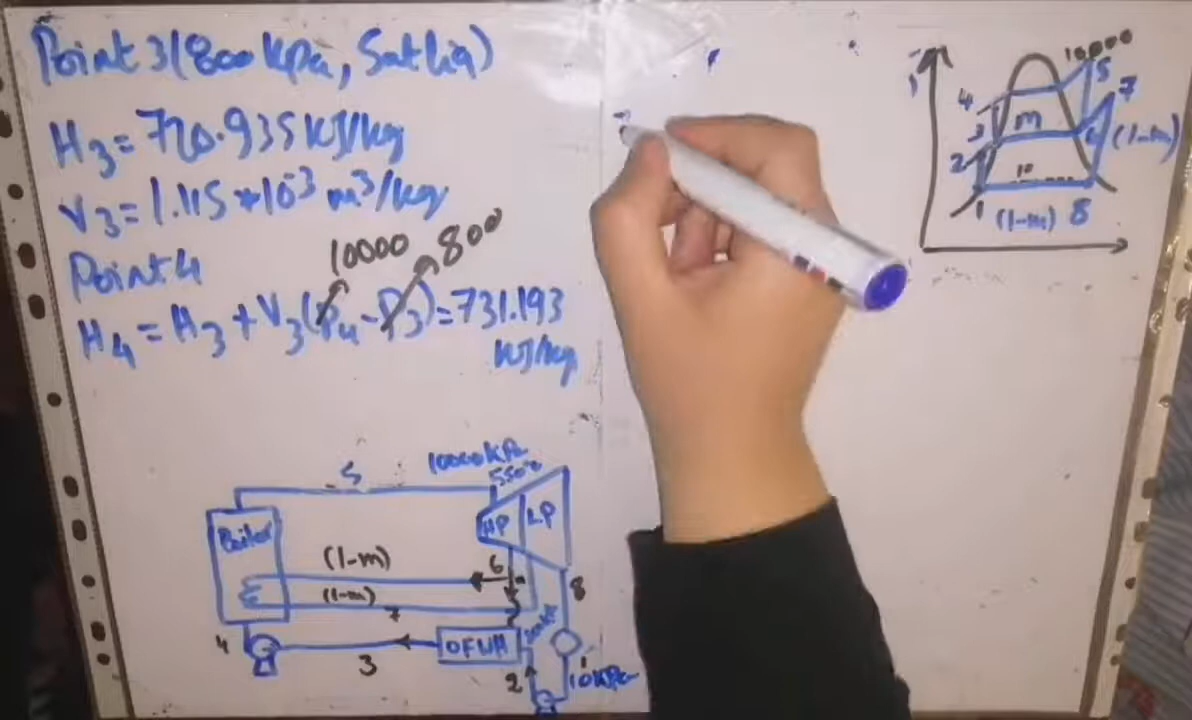 Point 3 (800 kPa, Sat liq)
H3 = 720.935 kJ/kg
V3 = 1.115 * 10^-3 m^3/kg
Point 4
10000 800
H4 = H3 + V3 (P4 - P3) = 731.193
kJ/kg
10000
4 5
3 m 7
2 6 (1-m)
10
1 (1-m) 8
10000 kPa
5 550°C
Boiler HP LP
(1-m) 6
(1-m) 8
7
4 OFWH
3 1
2 10 kPa